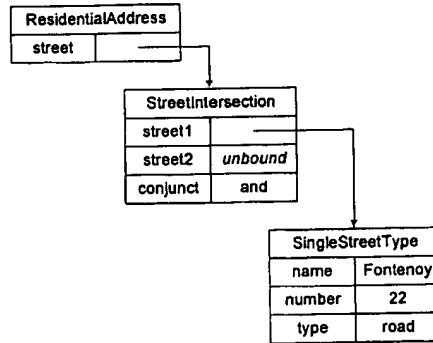 ResidentialAddress
street
StreetIntersection
street1
street2 unbound
conjunct and
SingleStreetType
name Fontenoy
number 22
type road